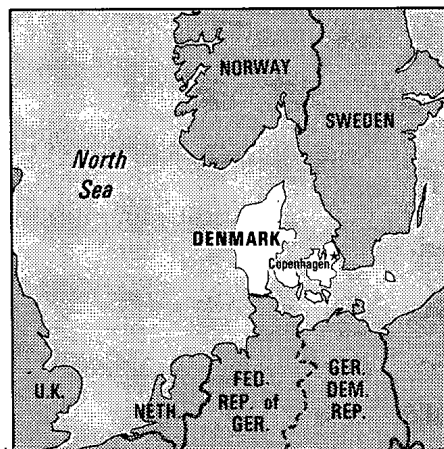 NORWAY
SWEDEN
North
Sea
DENMARK
Copenhagen
U.K.
NETH.
FED.
REP. of
GER.
GER.
DEM.
REP.